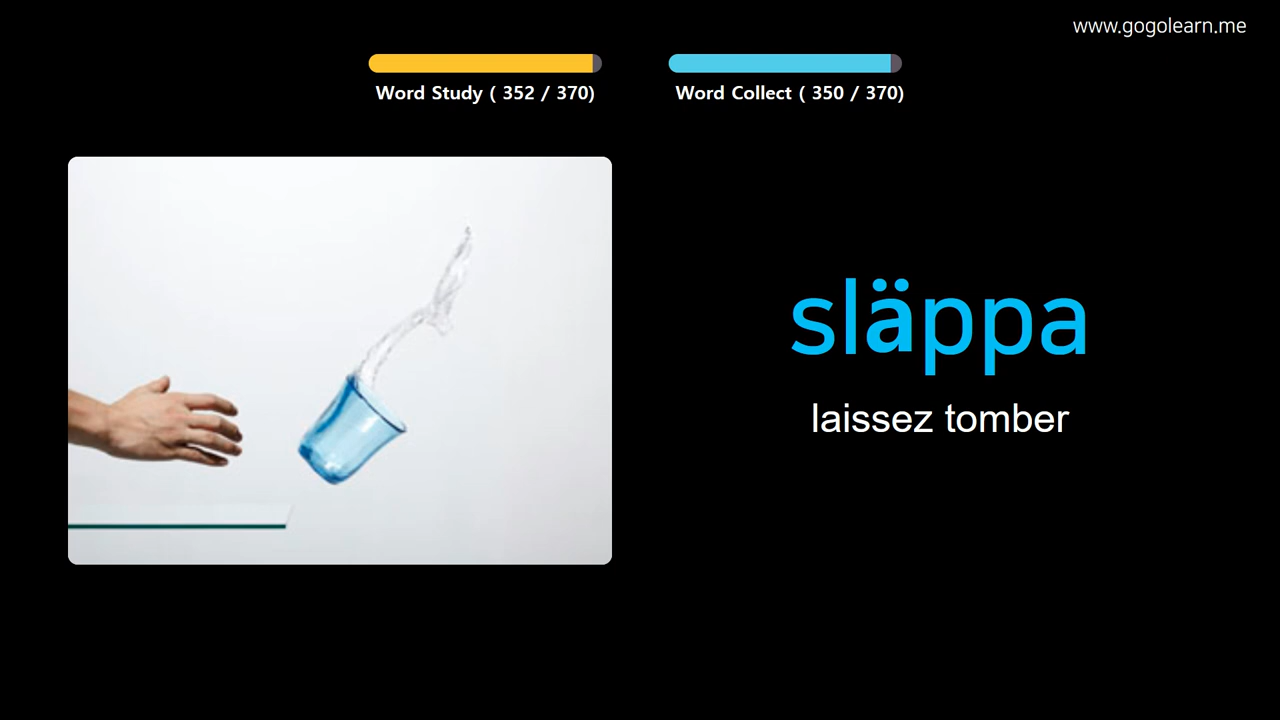 www.gogolearn.me
Word Study ( 352 / 370)
Word Collect ( 350 / 370)
släppa
laissez tomber